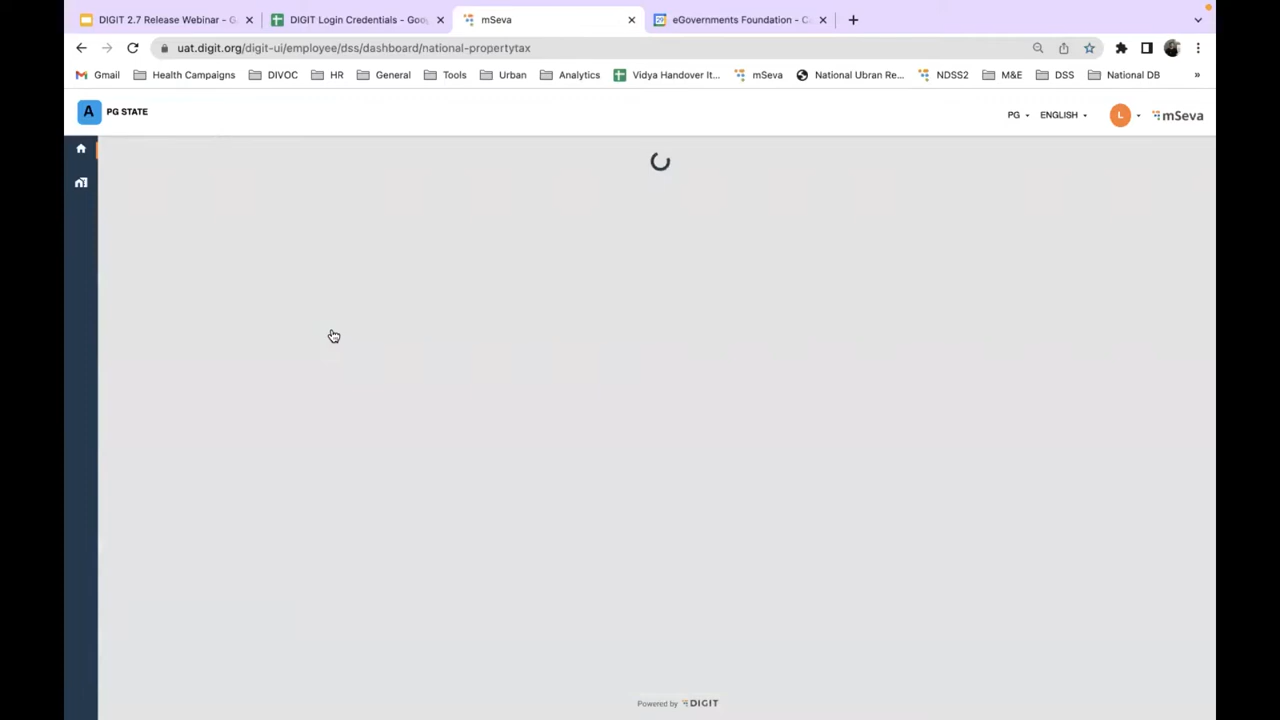 DIGIT 2.7 Release Webinar - G
DIGIT Login Credentials - Goo
mSeva
eGovernments Foundation - C
uat.digit.org/digit-ui/employee/dss/dashboard/national-propertytax
Gmail Health Campaigns DIVOC HR General Tools Urban Analytics Vidya Handover It... mSeva National Ubran Re... NDSS2 M&E DSS National DB »
A PG STATE PG ENGLISH L mSeva
Powered by DIGIT